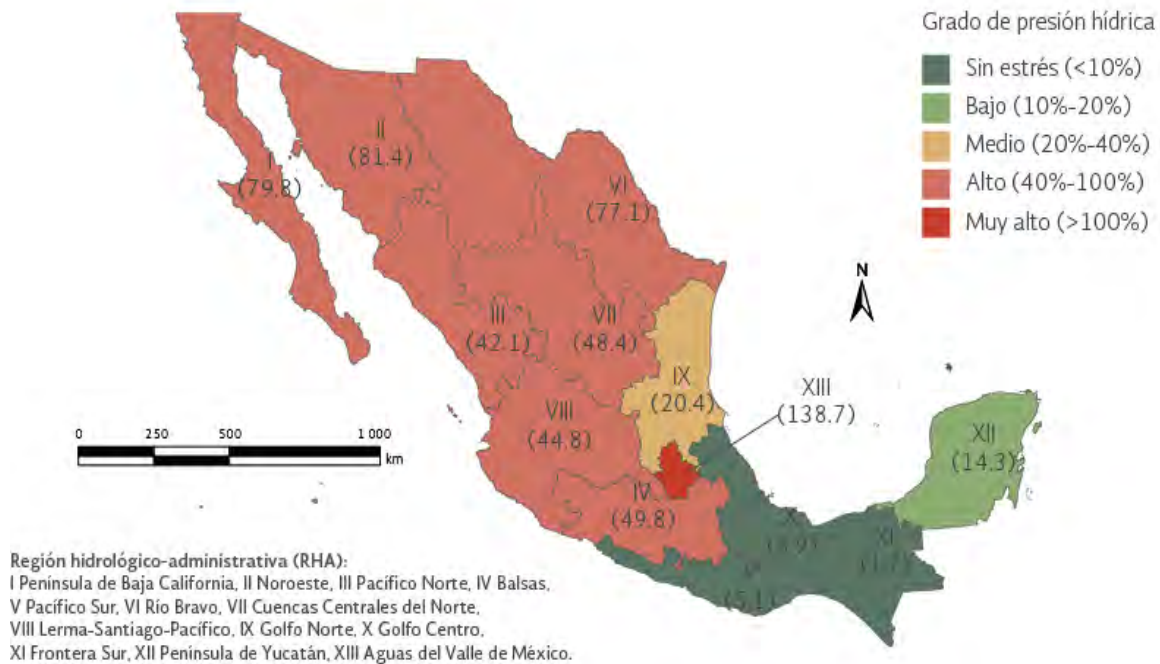 Grado de presión hídrica
Sin estrés (<10%)
Bajo (10%-20%)
Medio (20%-40%)
Alto (40%-100%)
Muy alto (>100%)
N
I
(79.8)
II
(81.4)
VI
(77.1)
III
(42.1)
VII
(48.4)
IX
(20.4)
XIII
(138.7)
VIII
(44.8)
XII
(14.3)
IV
(49.8)
X
XI
(1.7)
V
(5.1)
0 250 500 1 000
km
Región hidrológico-administrativa (RHA):
I Península de Baja California, II Noroeste, III Pacífico Norte, IV Balsas,
V Pacífico Sur, VI Río Bravo, VII Cuencas Centrales del Norte,
VIII Lerma-Santiago-Pacífico, IX Golfo Norte, X Golfo Centro,
XI Frontera Sur, XII Península de Yucatán, XIII Aguas del Valle de México.